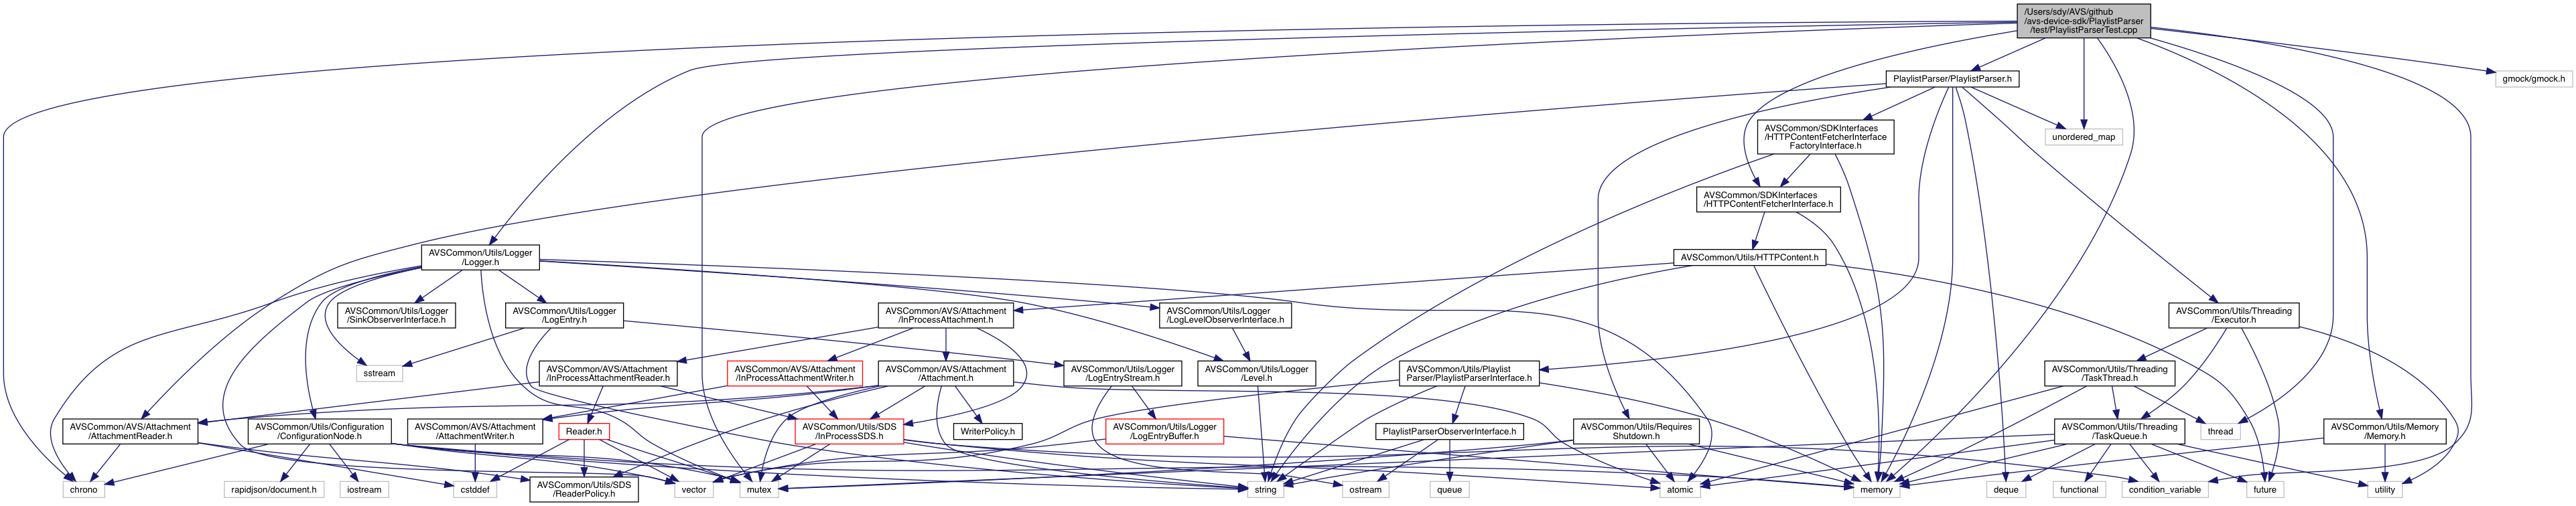 /Users/sdy/AVS/github
/avs-device-sdk/PlaylistParser
/test/PlaylistParserTest.cpp
PlaylistParser/PlaylistParser.h
gmock/gmock.h
AVSCommon/SDKInterfaces
/HTTPContentFetcherInterface
FactoryInterface.h
unordered_map
AVSCommon/SDKInterfaces
/HTTPContentFetcherInterface.h
AVSCommon/Utils/Logger
/Logger.h
AVSCommon/Utils/HTTPContent.h
AVSCommon/Utils/Logger
/SinkObserverInterface.h
AVSCommon/Utils/Logger
/LogEntry.h
AVSCommon/AVS/Attachment
/InProcessAttachment.h
AVSCommon/Utils/Logger
/LogLevelObserverInterface.h
AVSCommon/Utils/Threading
/Executor.h
sstream
AVSCommon/AVS/Attachment
/InProcessAttachmentReader.h
AVSCommon/AVS/Attachment
/InProcessAttachmentWriter.h
AVSCommon/AVS/Attachment
/Attachment.h
AVSCommon/Utils/Logger
/LogEntryStream.h
AVSCommon/Utils/Logger
/Level.h
AVSCommon/Utils/Playlist
Parser/PlaylistParserInterface.h
AVSCommon/Utils/Threading
/TaskThread.h
AVSCommon/AVS/Attachment
/AttachmentReader.h
AVSCommon/Utils/Configuration
/ConfigurationNode.h
AVSCommon/AVS/Attachment
/AttachmentWriter.h
Reader.h
AVSCommon/Utils/SDS
/InProcessSDS.h
WriterPolicy.h
AVSCommon/Utils/Logger
/LogEntryBuffer.h
PlaylistParserObserverInterface.h
AVSCommon/Utils/Requires
Shutdown.h
AVSCommon/Utils/Threading
/TaskQueue.h
thread
AVSCommon/Utils/Memory
/Memory.h
chrono
rapidjson/document.h
iostream
cstddef
AVSCommon/Utils/SDS
/ReaderPolicy.h
vector
mutex
string
ostream
queue
atomic
memory
deque
functional
condition_variable
future
utility